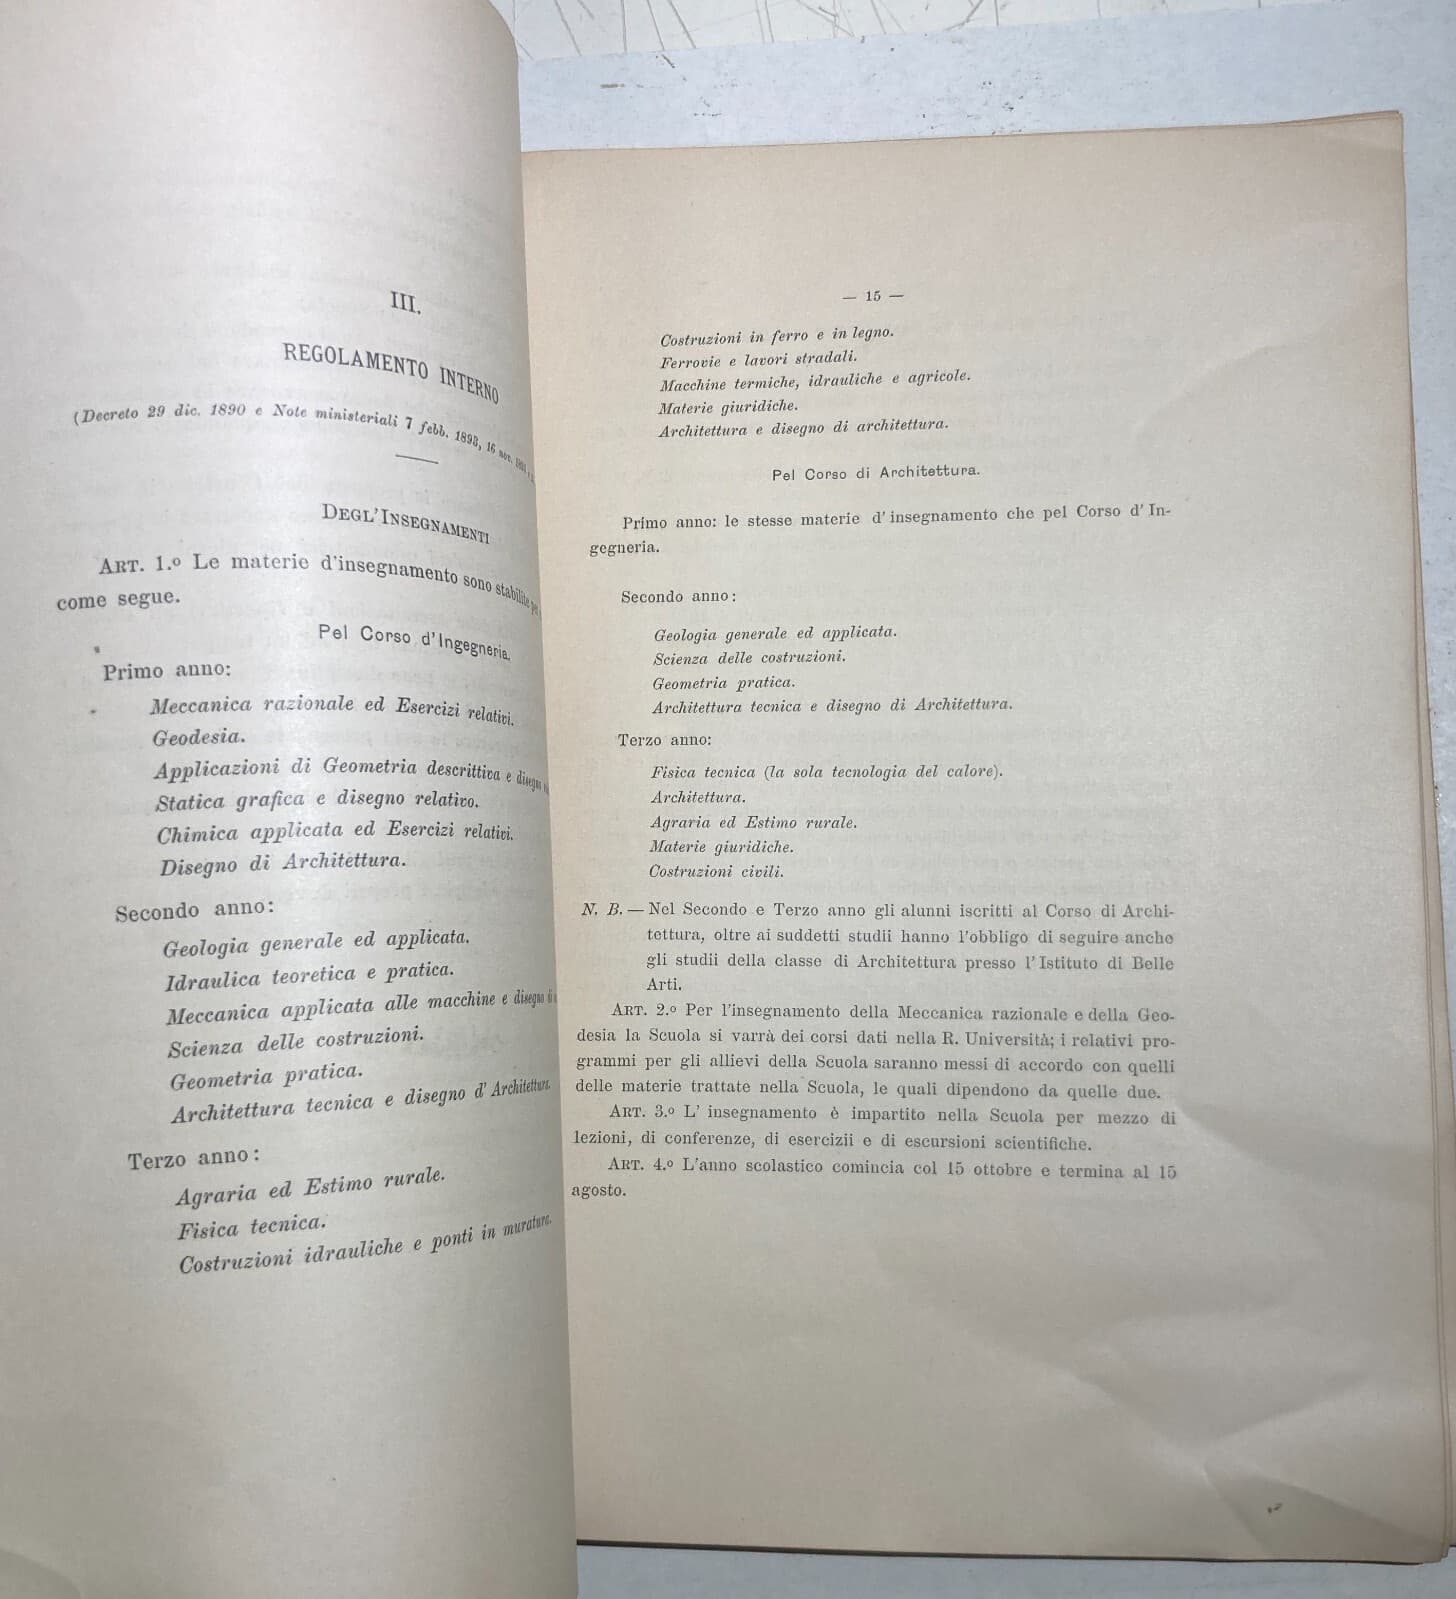 III.
REGOLAMENTO INTERNO
(Decreto 29 dic. 1890 e Note ministeriali 7 febb. 1893, 16 nov.
DEGL'INSEGNAMENTI
ART. 1.º Le materie d'insegnamento sono stabilite
come segue.
Pel Corso d'Ingegneria.
Primo anno:
Meccanica razionale ed Esercizi relativi.
Geodesia.
Applicazioni di Geometria descrittiva e disegno
Statica grafica e disegno relativo.
Chimica applicata ed Esercizi relativi.
Disegno di Architettura.
Secondo anno:
Geologia generale ed applicata.
Idraulica teoretica e pratica.
Meccanica applicata alle macchine e disegno
Scienza delle costruzioni.
Geometria pratica.
Architettura tecnica e disegno d'Architettura.
Terzo anno:
Agraria ed Estimo rurale.
Fisica tecnica.
Costruzioni idrauliche e ponti in muratura.
— 15 —
Costruzioni in ferro e in legno.
Ferrovie e lavori stradali.
Macchine termiche, idrauliche e agricole.
Materie giuridiche.
Architettura e disegno di architettura.
Pel Corso di Architettura.
Primo anno: le stesse materie d'insegnamento che pel Corso d'In-
gegneria.
Secondo anno:
Geologia generale ed applicata.
Scienza delle costruzioni.
Geometria pratica.
Architettura tecnica e disegno di Architettura.
Terzo anno:
Fisica tecnica (la sola tecnologia del calore).
Architettura.
Agraria ed Estimo rurale.
Materie giuridiche.
Costruzioni civili.
N. B. — Nel Secondo e Terzo anno gli alunni iscritti al Corso di Archi-
tettura, oltre ai suddetti studii hanno l'obbligo di seguire anche
gli studii della classe di Architettura presso l'Istituto di Belle
Arti.
ART. 2.º Per l'insegnamento della Meccanica razionale e della Geo-
desia la Scuola si varrà dei corsi dati nella R. Università; i relativi pro-
grammi per gli allievi della Scuola saranno messi di accordo con quelli
delle materie trattate nella Scuola, le quali dipendono da quelle due.
ART. 3.º L'insegnamento è impartito nella Scuola per mezzo di
lezioni, di conferenze, di esercizii e di escursioni scientifiche.
ART. 4.º L'anno scolastico comincia col 15 ottobre e termina al 15
agosto.